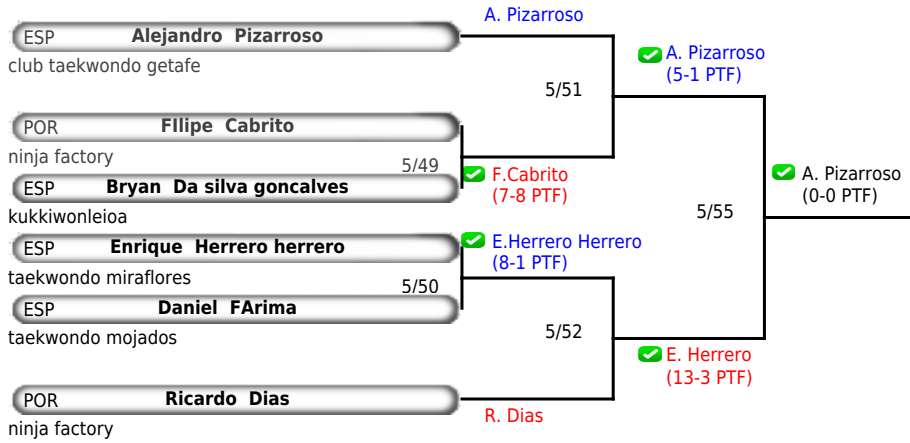 A. Pizarroso
ESP Alejandro Pizarroso
club taekwondo getafe
A. Pizarroso
(5-1 PTF)
5/51
POR FIlipe Cabrito
ninja factory
5/49
F.Cabrito
(7-8 PTF)
ESP Bryan Da silva goncalves
kukkiwonleioa
A. Pizarroso
(0-0 PTF)
5/55
ESP Enrique Herrero herrero
taekwondo miraflores
E.Herrero Herrero
(8-1 PTF)
5/50
ESP Daniel FArima
taekwondo mojados
5/52
E. Herrero
(13-3 PTF)
POR Ricardo Dias
ninja factory
R. Dias